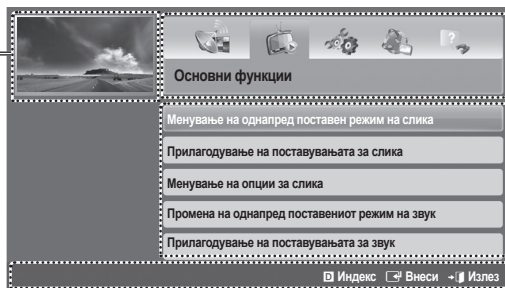 Основни функции
Менување на однапред поставен режим на слика
Прилагодување на поставувањата за слика
Менување на опции за слика
Промена на однапред поставениот режим на звук
Прилагодување на поставувањата за звук
D Индекс Внеси Излез